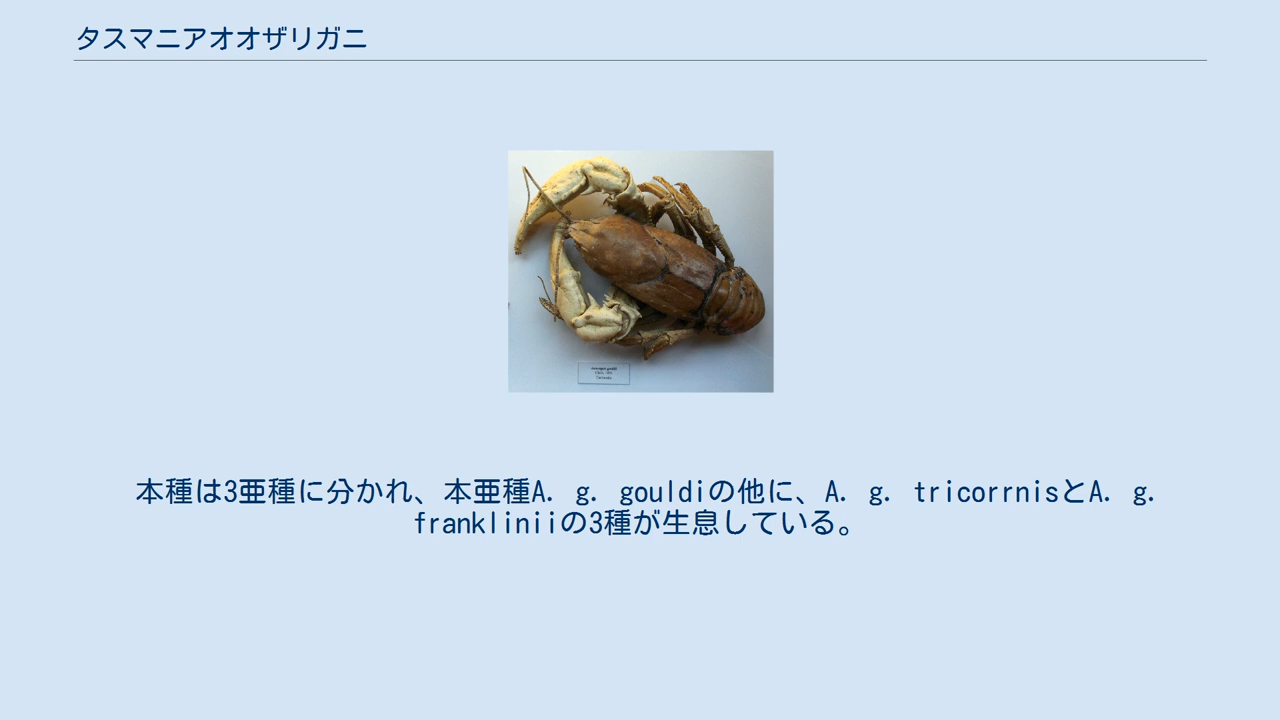 タスマニアオオザリガニ
本種は3亜種に分かれ、本亜種A. g. gouldiの他に、A. g. tricorrnisとA. g.
frankliniiの3種が生息している。